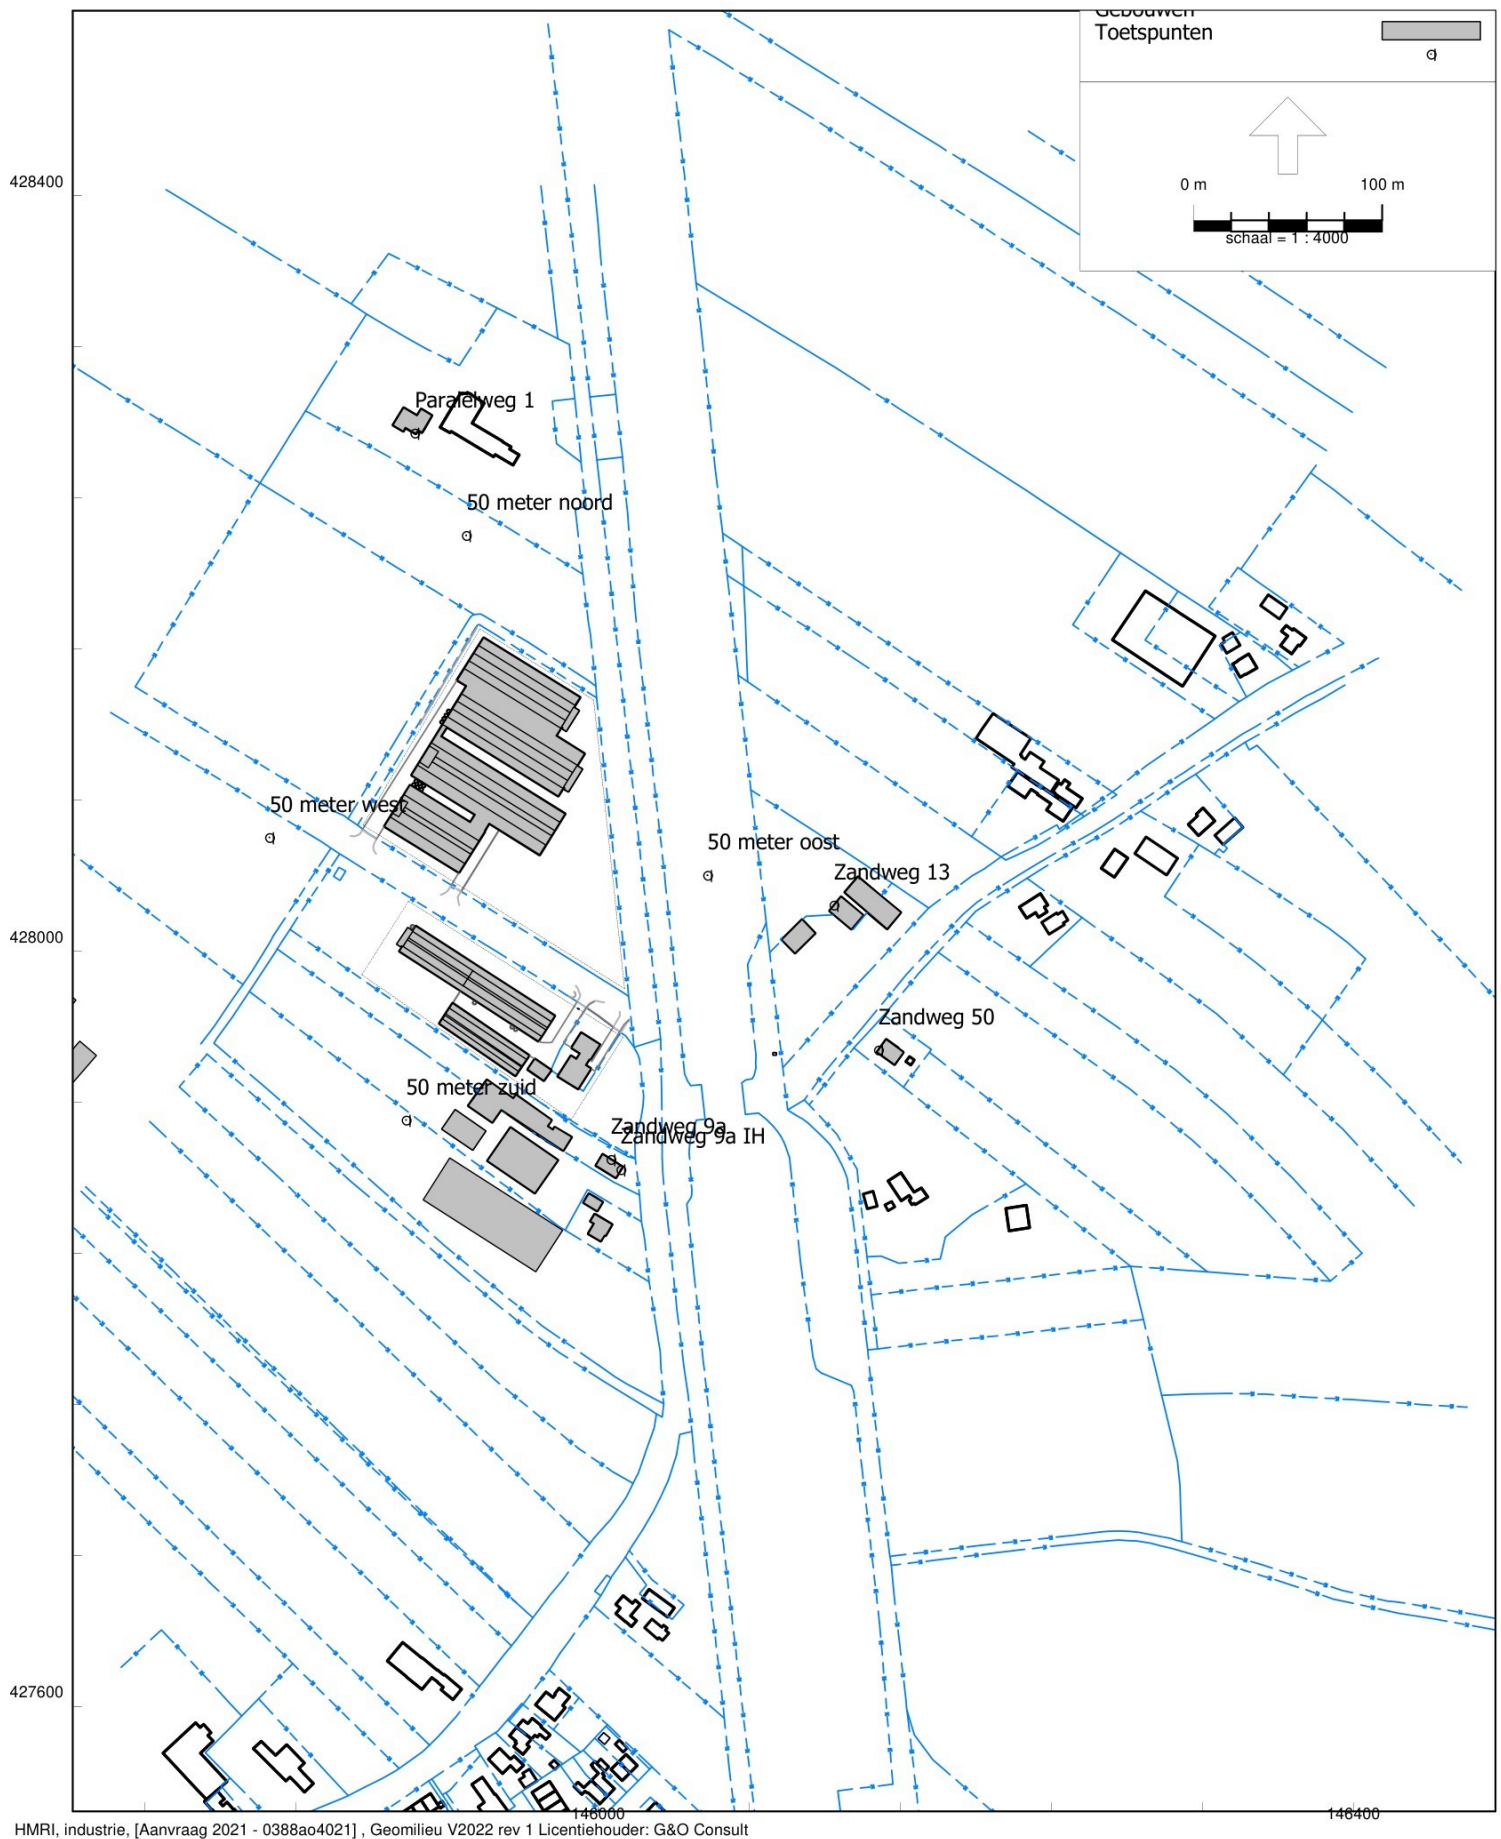 Gebouwen
Toetspunten
0 m 100 m
schaal = 1 : 4000
428400
Paralelweg 1
50 meter noord
50 meter west
50 meter oost
Zandweg 13
428000
Zandweg 50
50 meter zuid
Zandweg 9a
Zandweg 9a IH
427600
146000 146400
HMRI, industrie, [Aanvraag 2021 - 0388ao4021] , Geomilieu V2022 rev 1 Licentiehouder: G&O Consult